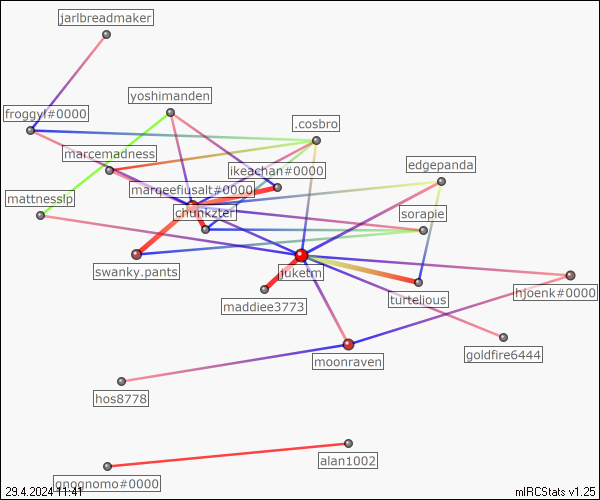 jarlbreadmaker
yoshimanden
froggyf#0000
.cosbro
marcemadness
edgepanda
ikeachan#0000
margeefiusalt#0000
mattnesslp
chunkzter
sorapie
swanky.pants
juketm
hjoenk#0000
maddiee3773
turtelious
moonraven
goldfire6444
hos8778
alan1002
gnognomo#0000
29.4.2024 11:41
mIRCStats v1.25